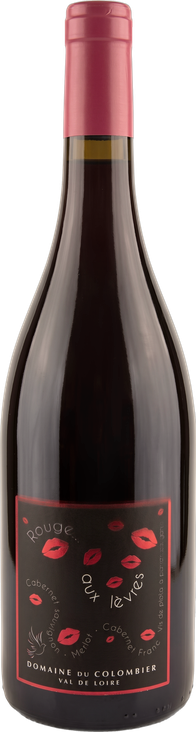 Rouge...
aux lèvres
Cabernet Sauvignon - Merlot - Cabernet Franc
DOMAINE DU COLOMBIER
VAL DE LOIRE